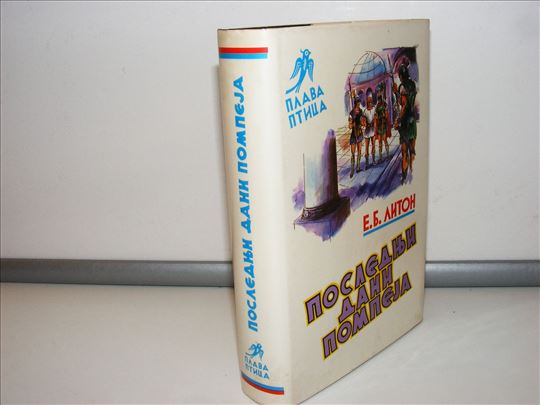 ПОСЛЕДЊИ ДАНИ ПОМПЕЈА
ПЛАВА
ПТИЦА
ПЛАВА
ПТИЦА
Е.Б. ЛИТОН
ПОСЛЕДЊИ
ДАНИ
ПОМПЕЈА